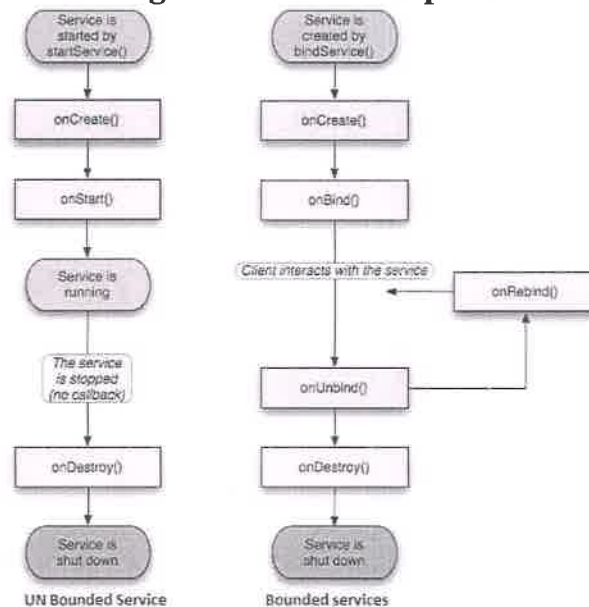 Service is
started by
startService()
onCreate()
onStart()
Service is
running
The service
is stopped
(no callback)
onDestroy()
Service is
shut down
UN Bounded Service
Service is
created by
bindService()
onCreate()
onBind()
Client interacts with the service
onRebind()
onUnbind()
onDestroy()
Service is
shut down
Bounded services